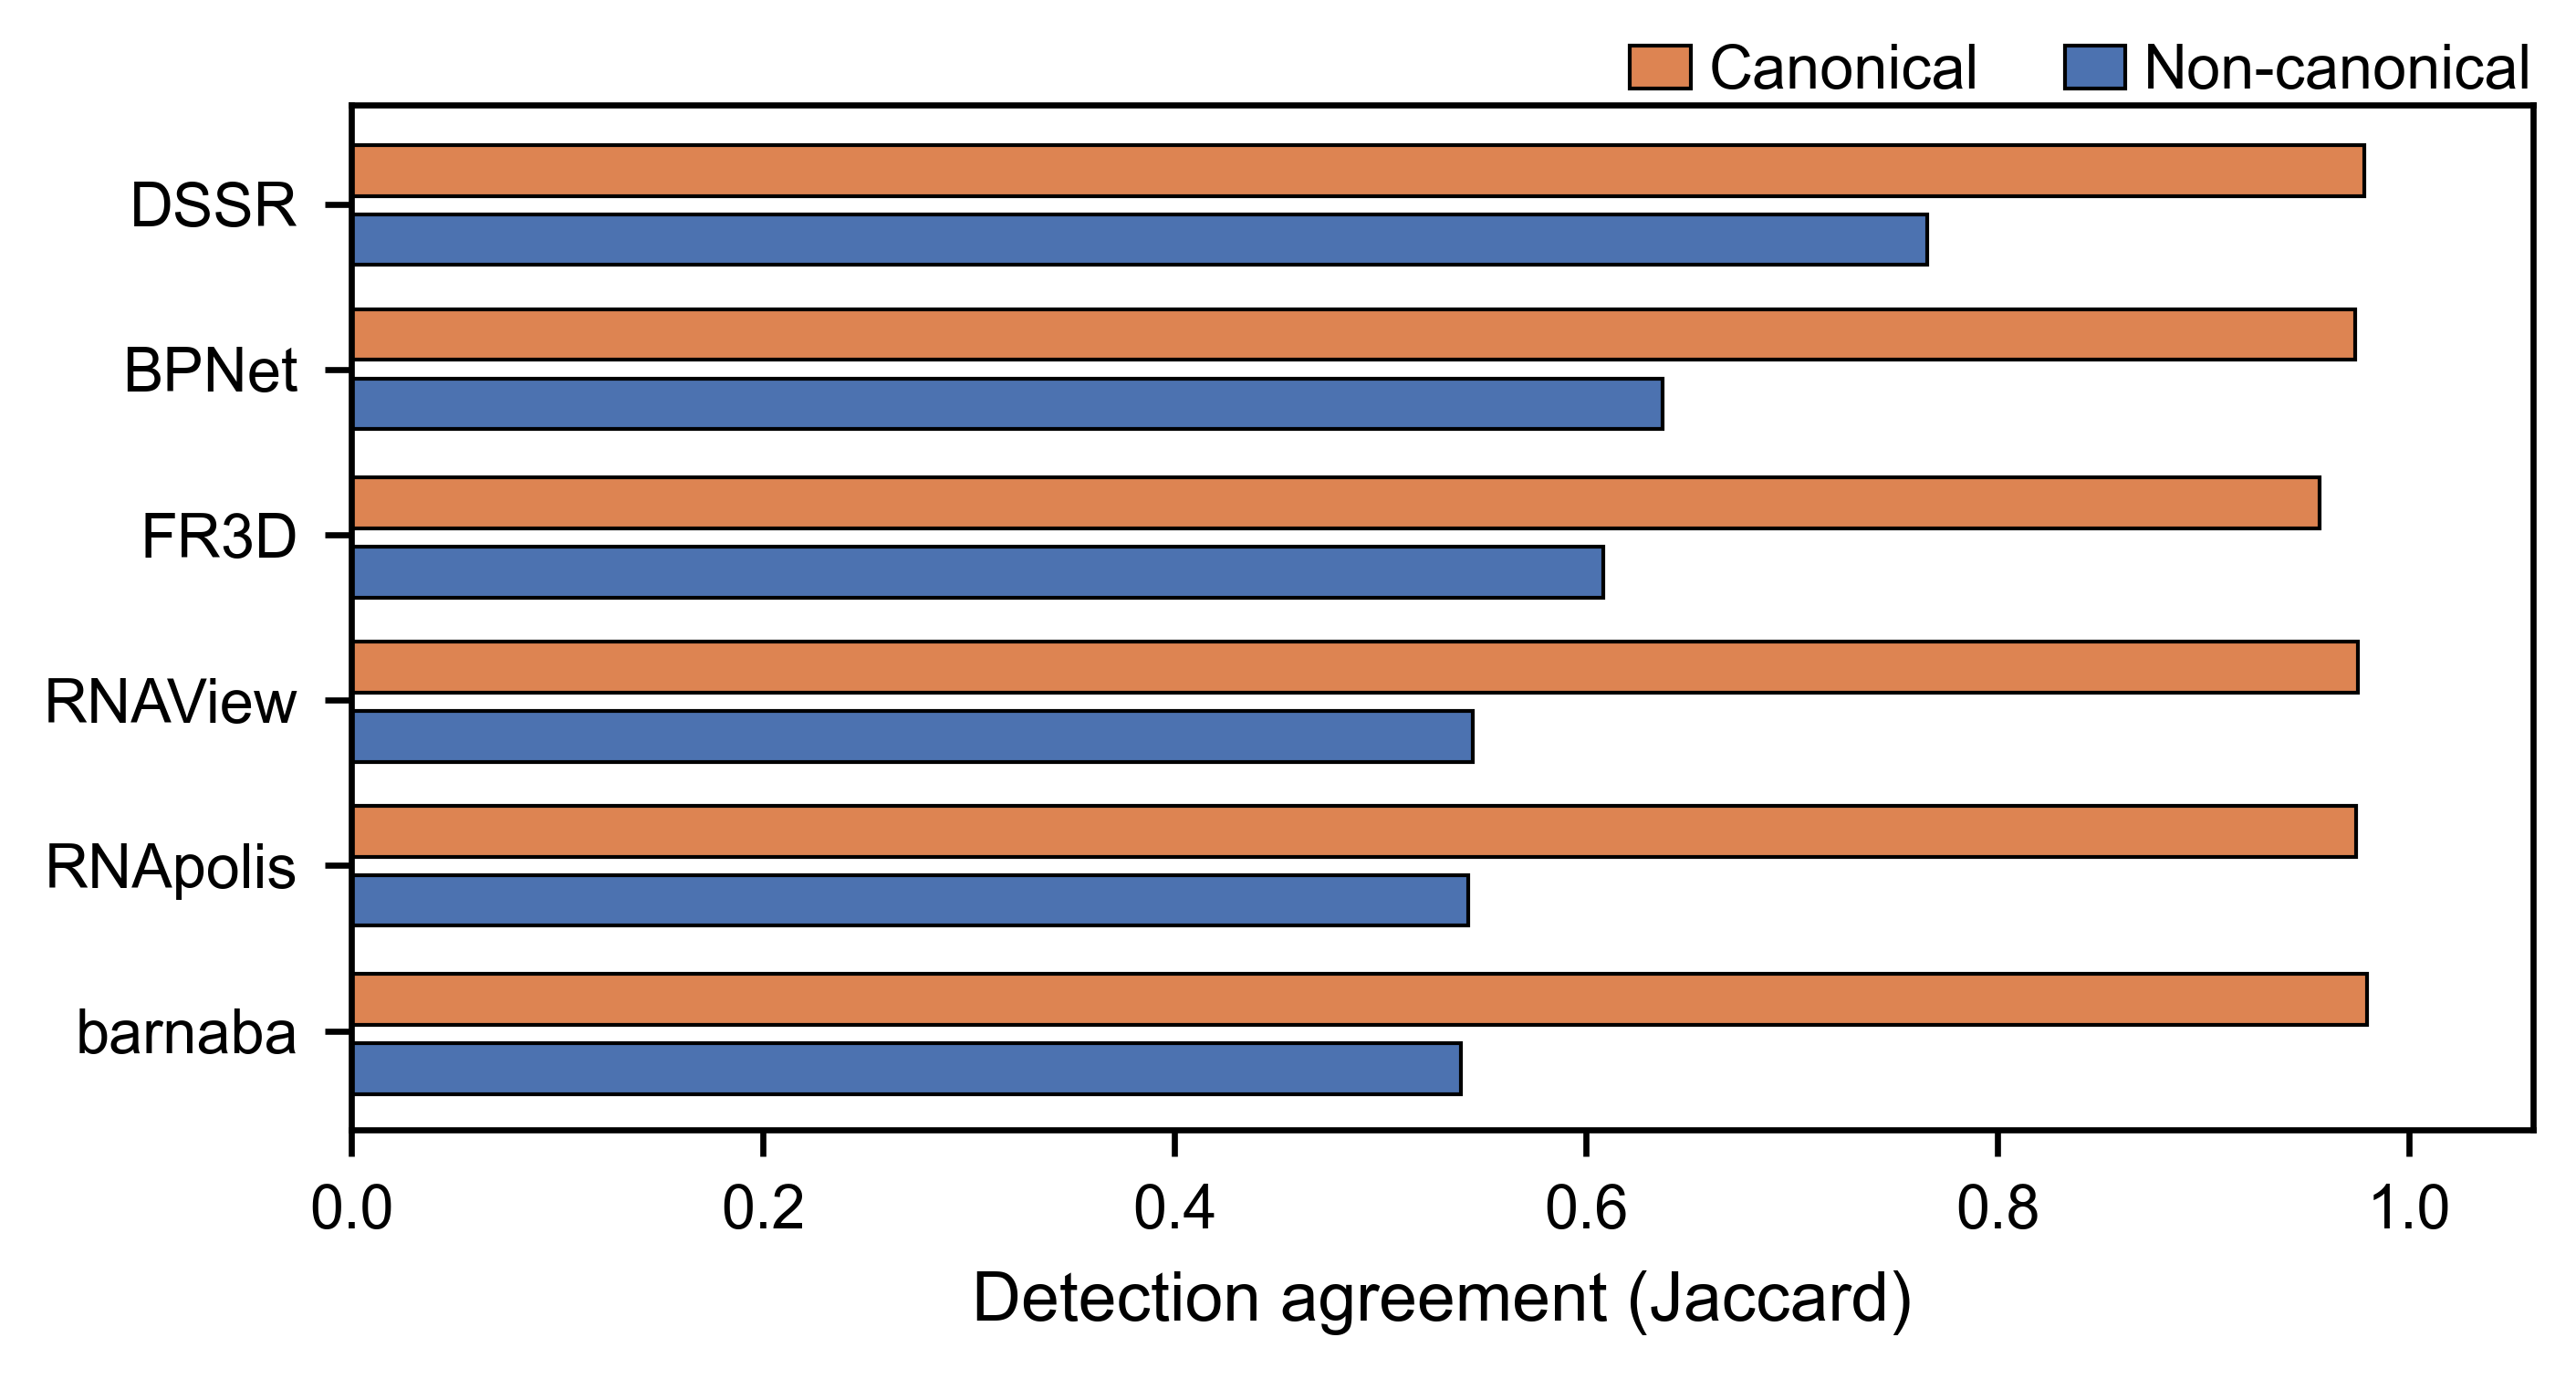 Canonical Non-canonical
DSSR
BPNet
FR3D
RNAView
RNApolis
barnaba
0.0 0.2 0.4 0.6 0.8 1.0
Detection agreement (Jaccard)